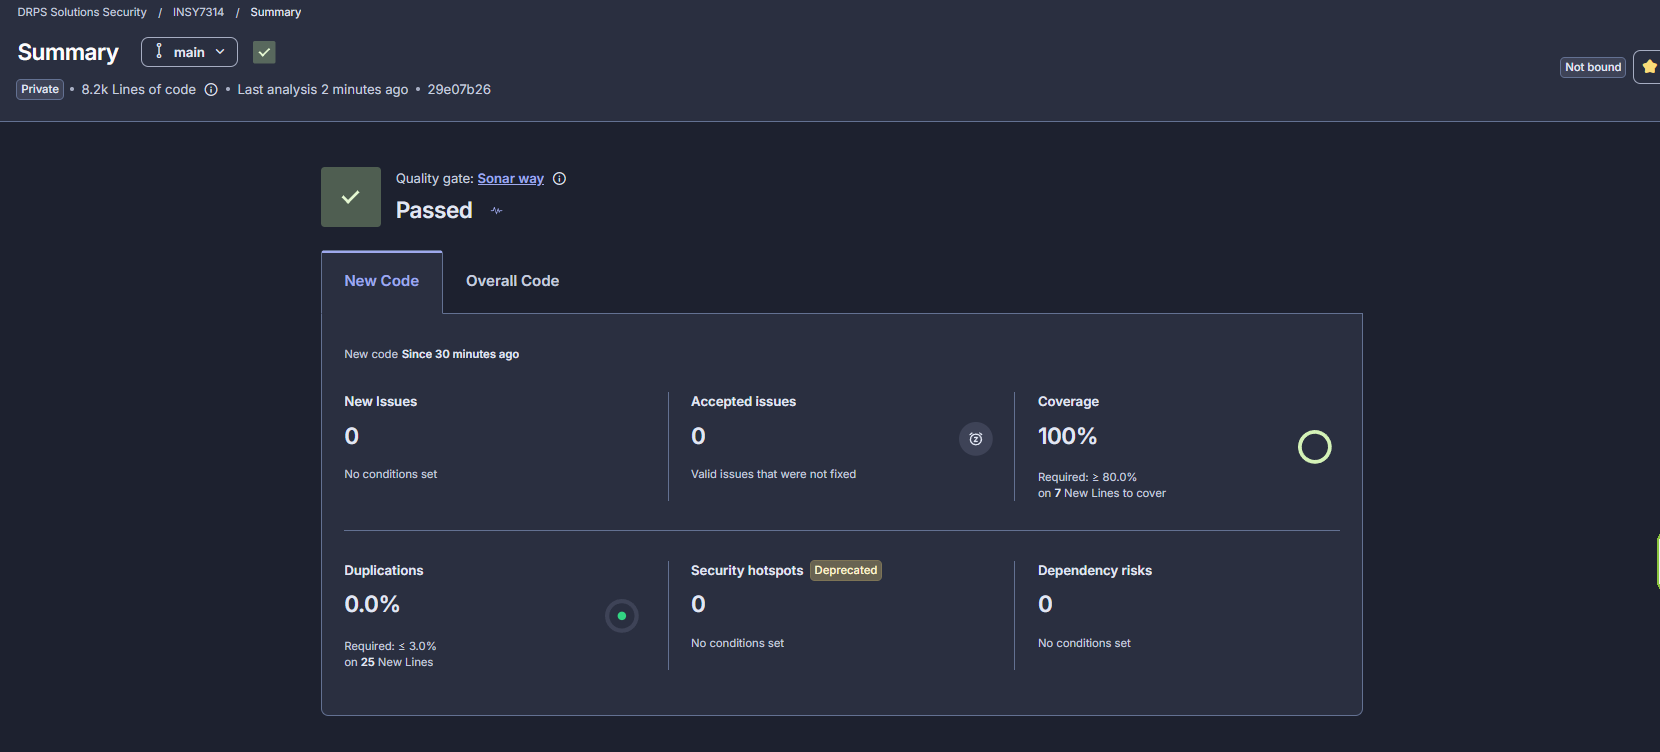 DRPS Solutions Security / INSY7314 / Summary
Summary main
Not bound
Private • 8.2k Lines of code • Last analysis 2 minutes ago • 29e07b26
Quality gate: Sonar way
Passed
New Code Overall Code
New code Since 30 minutes ago
New Issues
0
No conditions set
Accepted issues
0
Valid issues that were not fixed
Coverage
100%
Required: ≥ 80.0%
on 7 New Lines to cover
Duplications
0.0%
Required: ≤ 3.0%
on 25 New Lines
Security hotspots Deprecated
0
No conditions set
Dependency risks
0
No conditions set